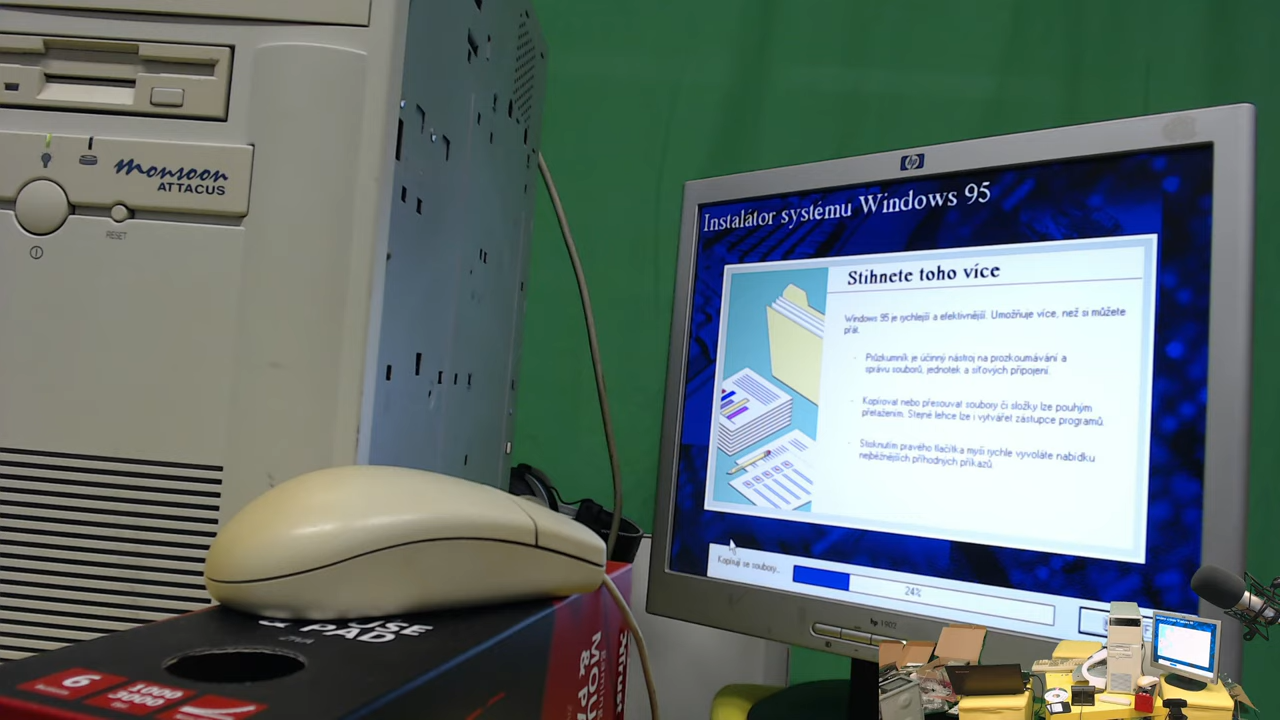 Monsoon
ATTACUS
RESET
hp
Instalátor systému Windows 95
Stihnete toho více
Windows 95 je rychlejší a efektivnější. Umožňuje více, než si můžete
přát.
Průzkumník je účinný nástroj na prozkoumávání a
správu souborů, jednotek a síťových připojení.
Kopírovat nebo přesouvat soubory či složky lze pouhým
přetažením. Stejně lehce lze i vytvářet zástupce programů.
Stisknutím pravého tlačítka myši rychle vyvoláte nabídku
nejběžnějších příhodných příkazů.
Kopírují se soubory...
24%
hp
& PAD
6
1000
MO
& P